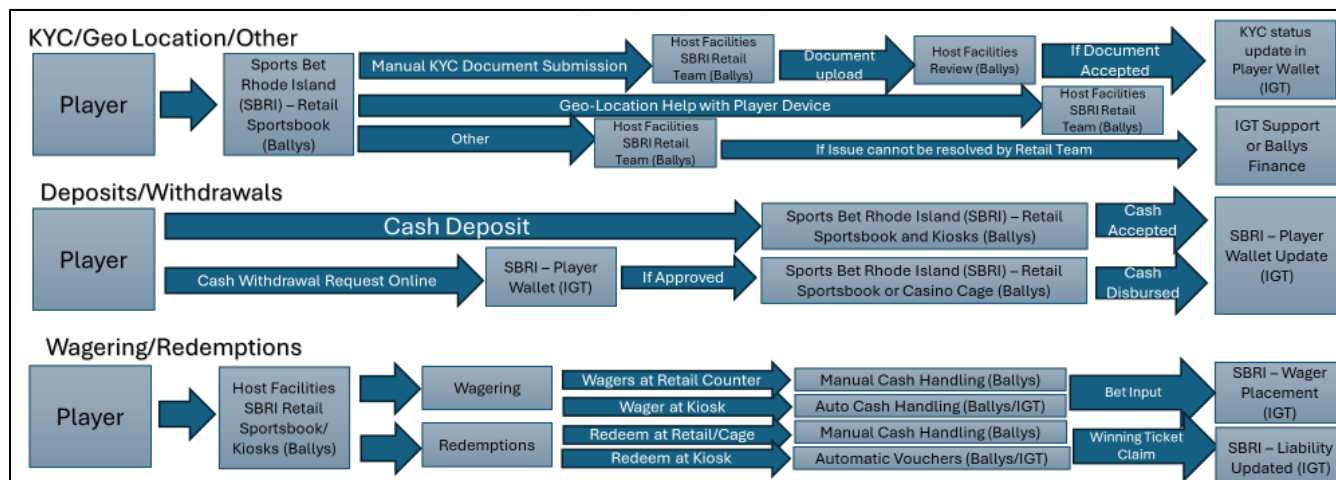 KYC/Geo Location/Other
Player
Sports Bet
Rhode Island
(SBRI) – Retail
Sportsbook
(Ballys)
Manual KYC Document Submission
Host Facilities
SBRI Retail
Team (Ballys)
Document
upload
Host Facilities
Review (Ballys)
If Document
Accepted
KYC status
update in
Player Wallet
(IGT)
Geo-Location Help with Player Device
Host Facilities
SBRI Retail
Team (Ballys)
Other
Host Facilities
SBRI Retail
Team (Ballys)
If Issue cannot be resolved by Retail Team
IGT Support
or Ballys
Finance
Deposits/Withdrawals
Player
Cash Deposit
Sports Bet Rhode Island (SBRI) – Retail
Sportsbook and Kiosks (Ballys)
Cash
Accepted
Cash Withdrawal Request Online
SBRI – Player
Wallet (IGT)
If Approved
Sports Bet Rhode Island (SBRI) – Retail
Sportsbook or Casino Cage (Ballys)
Cash
Disbursed
SBRI – Player
Wallet Update
(IGT)
Wagering/Redemptions
Player
Host Facilities
SBRI Retail
Sportsbook/
Kiosks (Ballys)
Wagering
Wagers at Retail Counter
Manual Cash Handling (Ballys)
Wager at Kiosk
Auto Cash Handling (Ballys/IGT)
Bet Input
SBRI – Wager
Placement
(IGT)
Redemptions
Redeem at Retail/Cage
Manual Cash Handling (Ballys)
Redeem at Kiosk
Automatic Vouchers (Ballys/IGT)
Winning Ticket
Claim
SBRI – Liability
Updated (IGT)